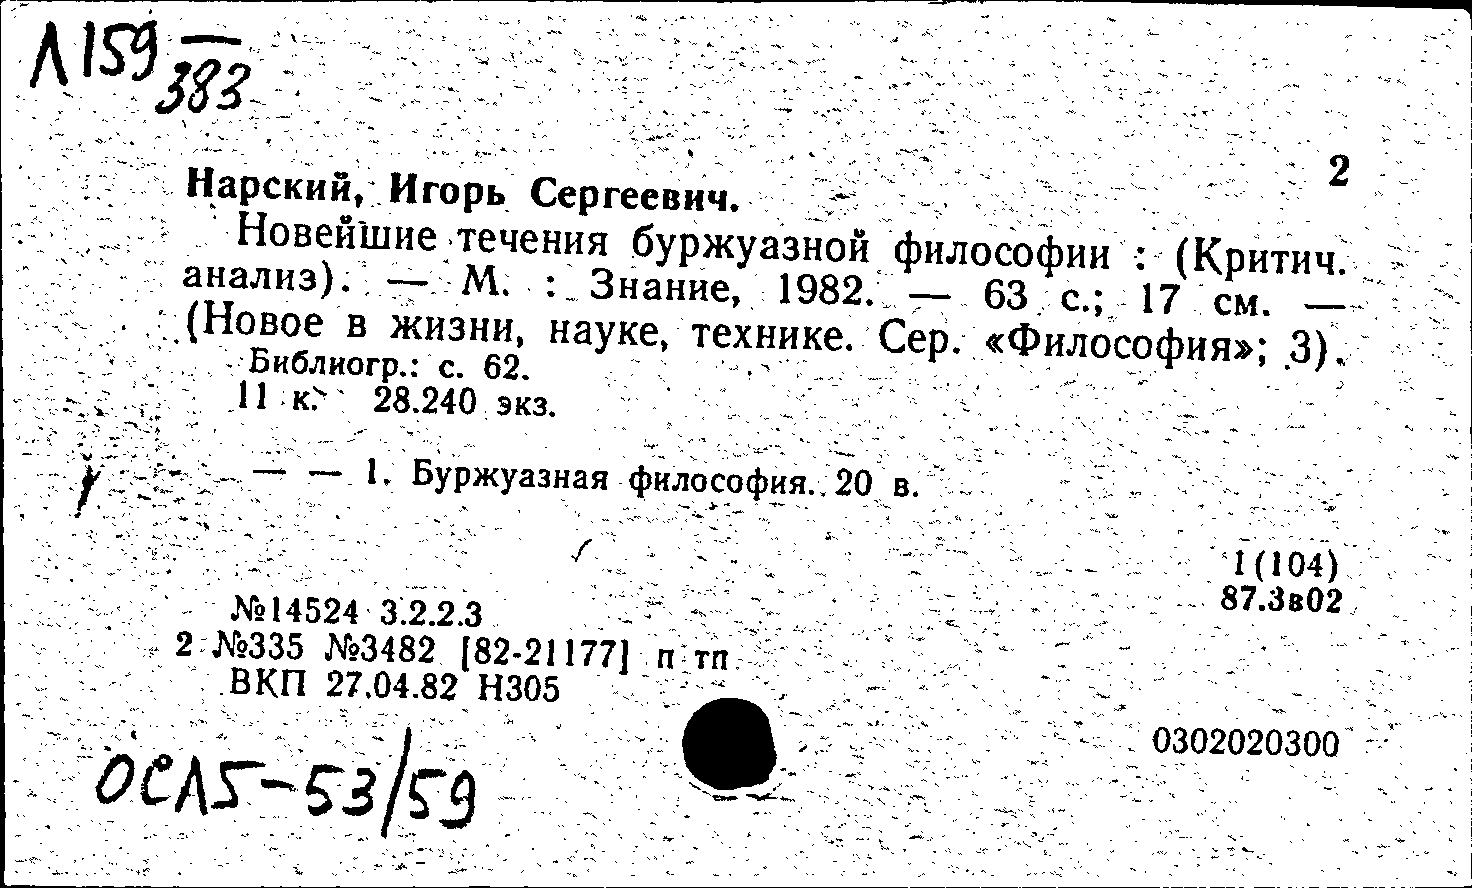 Л159—
383
2
Нарский, Игорь Сергеевич.
Новейшие течения буржуазной философии : (Критич.
анализ). — М. : Знание, 1982. — 63 с.; 17 см. —
(Новое в жизни, науке, технике. Сер. «Философия»; 3).
Библиогр.: с. 62.
11 к. 28.240 экз.
— — 1. Буржуазная философия. 20 в.
1(104)
87.3в02
№14524 3.2.2.3
2 №335 №3482 [82-21177] п тп
ВКП 27.04.82 Н305
0302020300
ОСЛ5-53/59